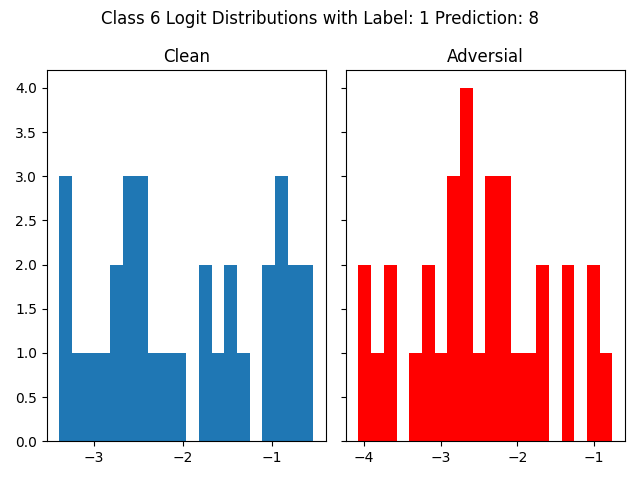 Class 6 Logit Distributions with Label: 1 Prediction: 8
Clean
Adversial
4.0
3.5
3.0
2.5
2.0
1.5
1.0
0.5
0.0
−3 −2 −1
−4 −3 −2 −1